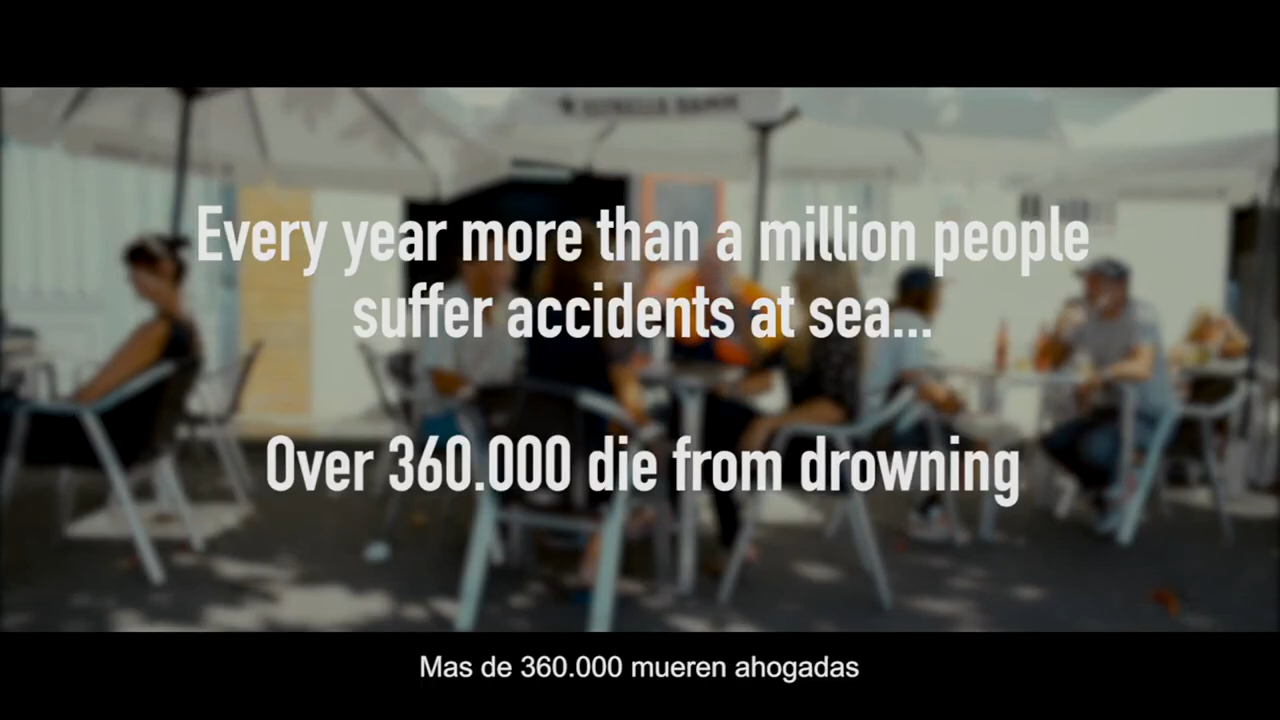 Every year more than a million people
suffer accidents at sea...
Over 360.000 die from drowning
Mas de 360.000 mueren ahogadas